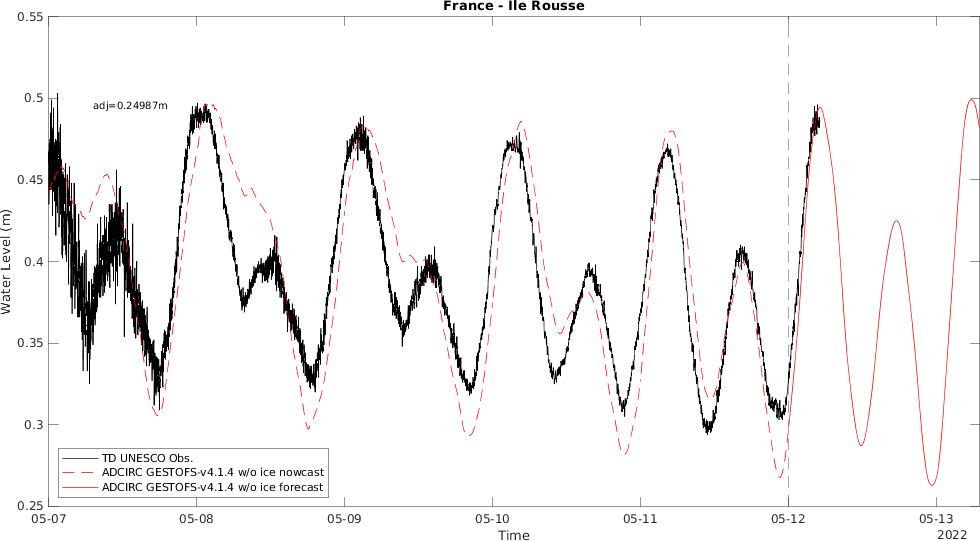 France - Ile Rousse
0.55
0.5
0.45
0.4
0.35
0.3
0.25
Water Level (m)
adj=0.24987m
TD UNESCO Obs.
ADCIRC GESTOFS-v4.1.4 w/o ice nowcast
ADCIRC GESTOFS-v4.1.4 w/o ice forecast
05-07 05-08 05-09 05-10 05-11 05-12 05-13
Time
2022